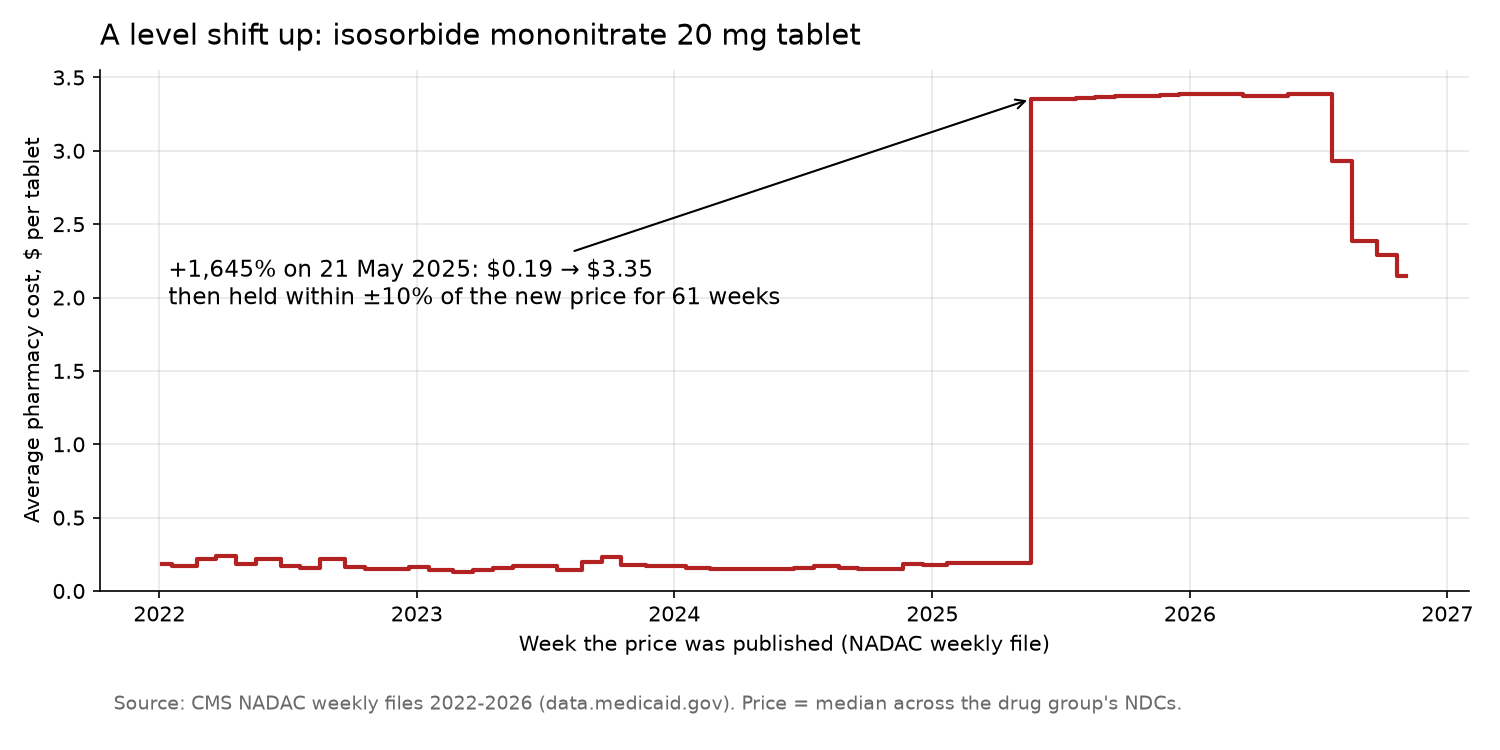 A level shift up: isosorbide mononitrate 20 mg tablet
Average pharmacy cost, $ per tablet
3.5
3.0
2.5
2.0
1.5
1.0
0.5
0.0
+1,645% on 21 May 2025: $0.19 → $3.35
then held within ±10% of the new price for 61 weeks
2022
2023
2024
2025
2026
2027
Week the price was published (NADAC weekly file)
Source: CMS NADAC weekly files 2022-2026 (data.medicaid.gov). Price = median across the drug group's NDCs.